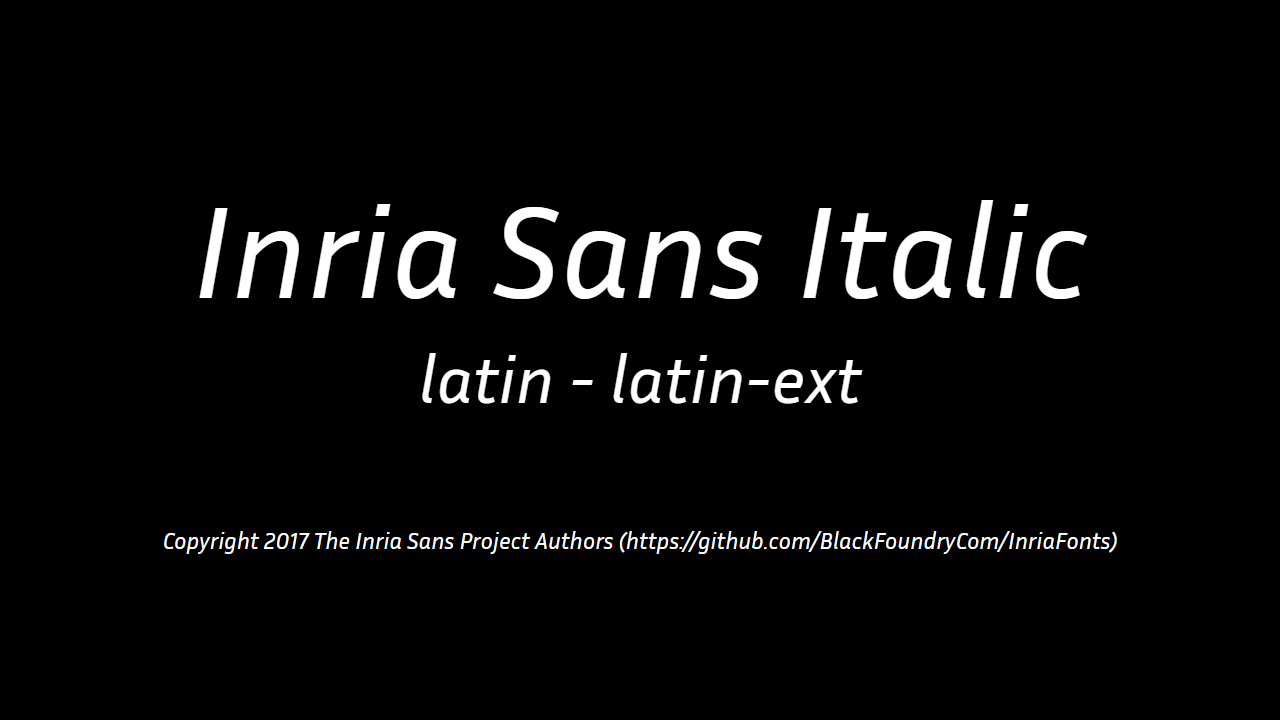 Inria Sans Italic
latin - latin-ext
Copyright 2017 The Inria Sans Project Authors (https://github.com/BlackFoundryCom/InriaFonts)